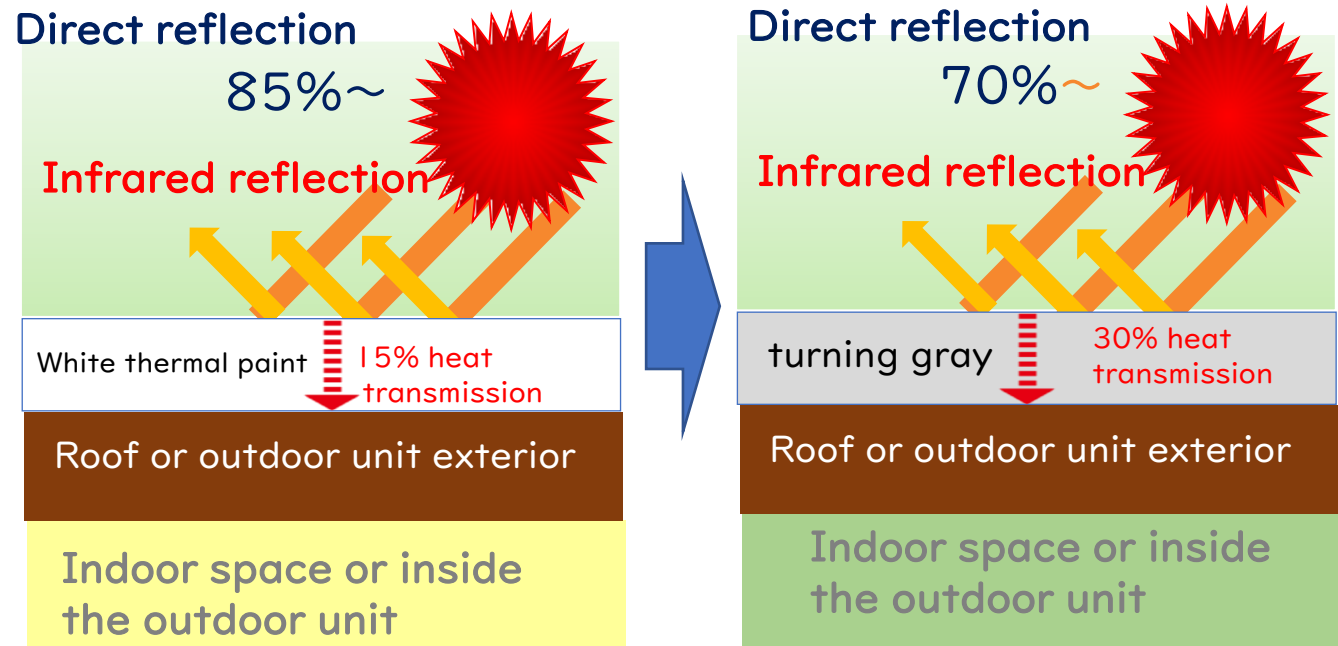 Direct reflection
85%～
Infrared reflection
White thermal paint
15% heat
transmission
Roof or outdoor unit exterior
Indoor space or inside
the outdoor unit
Direct reflection
70%～
Infrared reflection
turning gray
30% heat
transmission
Roof or outdoor unit exterior
Indoor space or inside
the outdoor unit